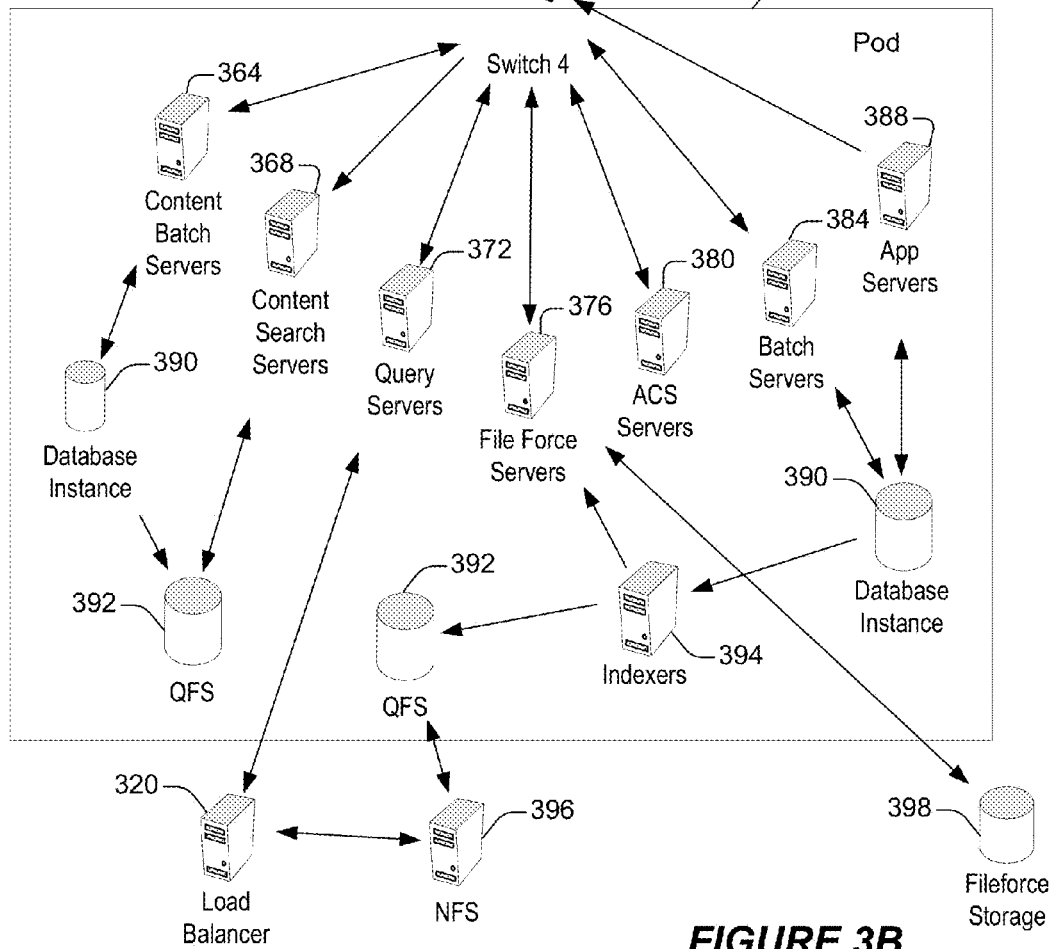 Pod
Switch 4
364
388
Content
Batch
Servers
368
Content
Search
Servers
372
Query
Servers
376
File Force
Servers
380
ACS
Servers
384
Batch
Servers
App
Servers
390
Database
Instance
390
Database
Instance
392
QFS
392
QFS
394
Indexers
320
Load
Balancer
396
NFS
398
Fileforce
Storage
FIGURE 3B